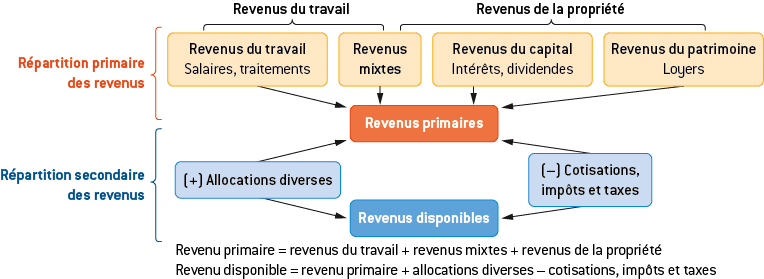 Revenus du travail
Revenus de la propriété
Répartition primaire
des revenus
Revenus du travail
Salaires, traitements
Revenus
mixtes
Revenus du capital
Intérêts, dividendes
Revenus du patrimoine
Loyers
Revenus primaires
Répartition secondaire
des revenus
(+) Allocations diverses
(–) Cotisations,
impôts et taxes
Revenus disponibles
Revenu primaire = revenus du travail + revenus mixtes + revenus de la propriété
Revenu disponible = revenu primaire + allocations diverses – cotisations, impôts et taxes